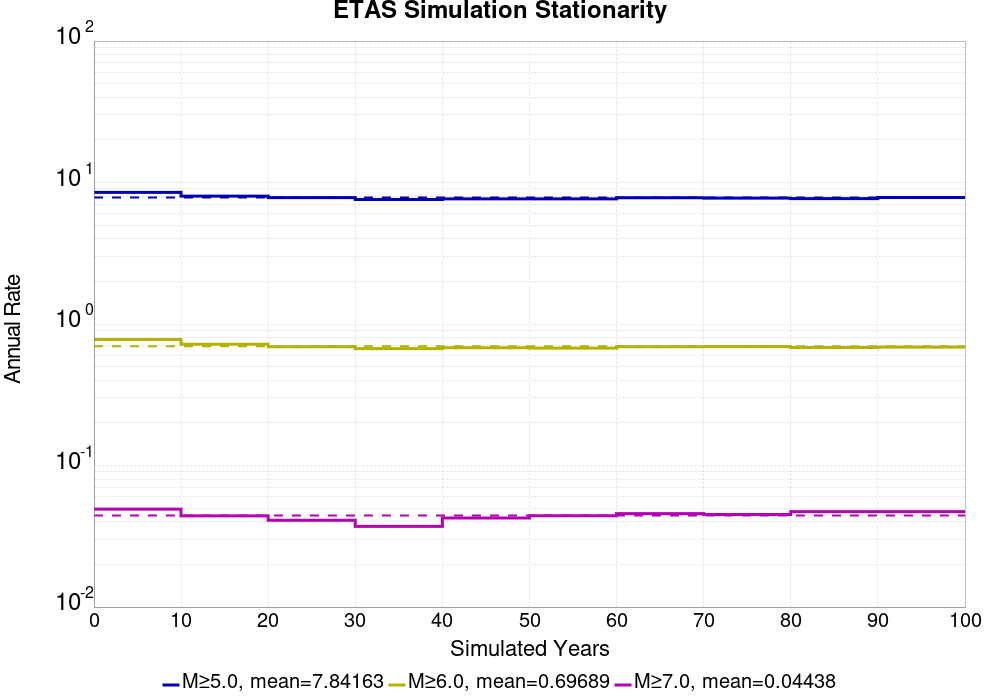 ETAS Simulation Stationarity
10^2
10^1
10^0
10^-1
10^-2
Annual Rate
0 10 20 30 40 50 60 70 80 90 100
Simulated Years
M≥5.0, mean=7.84163 M≥6.0, mean=0.69689 M≥7.0, mean=0.04438